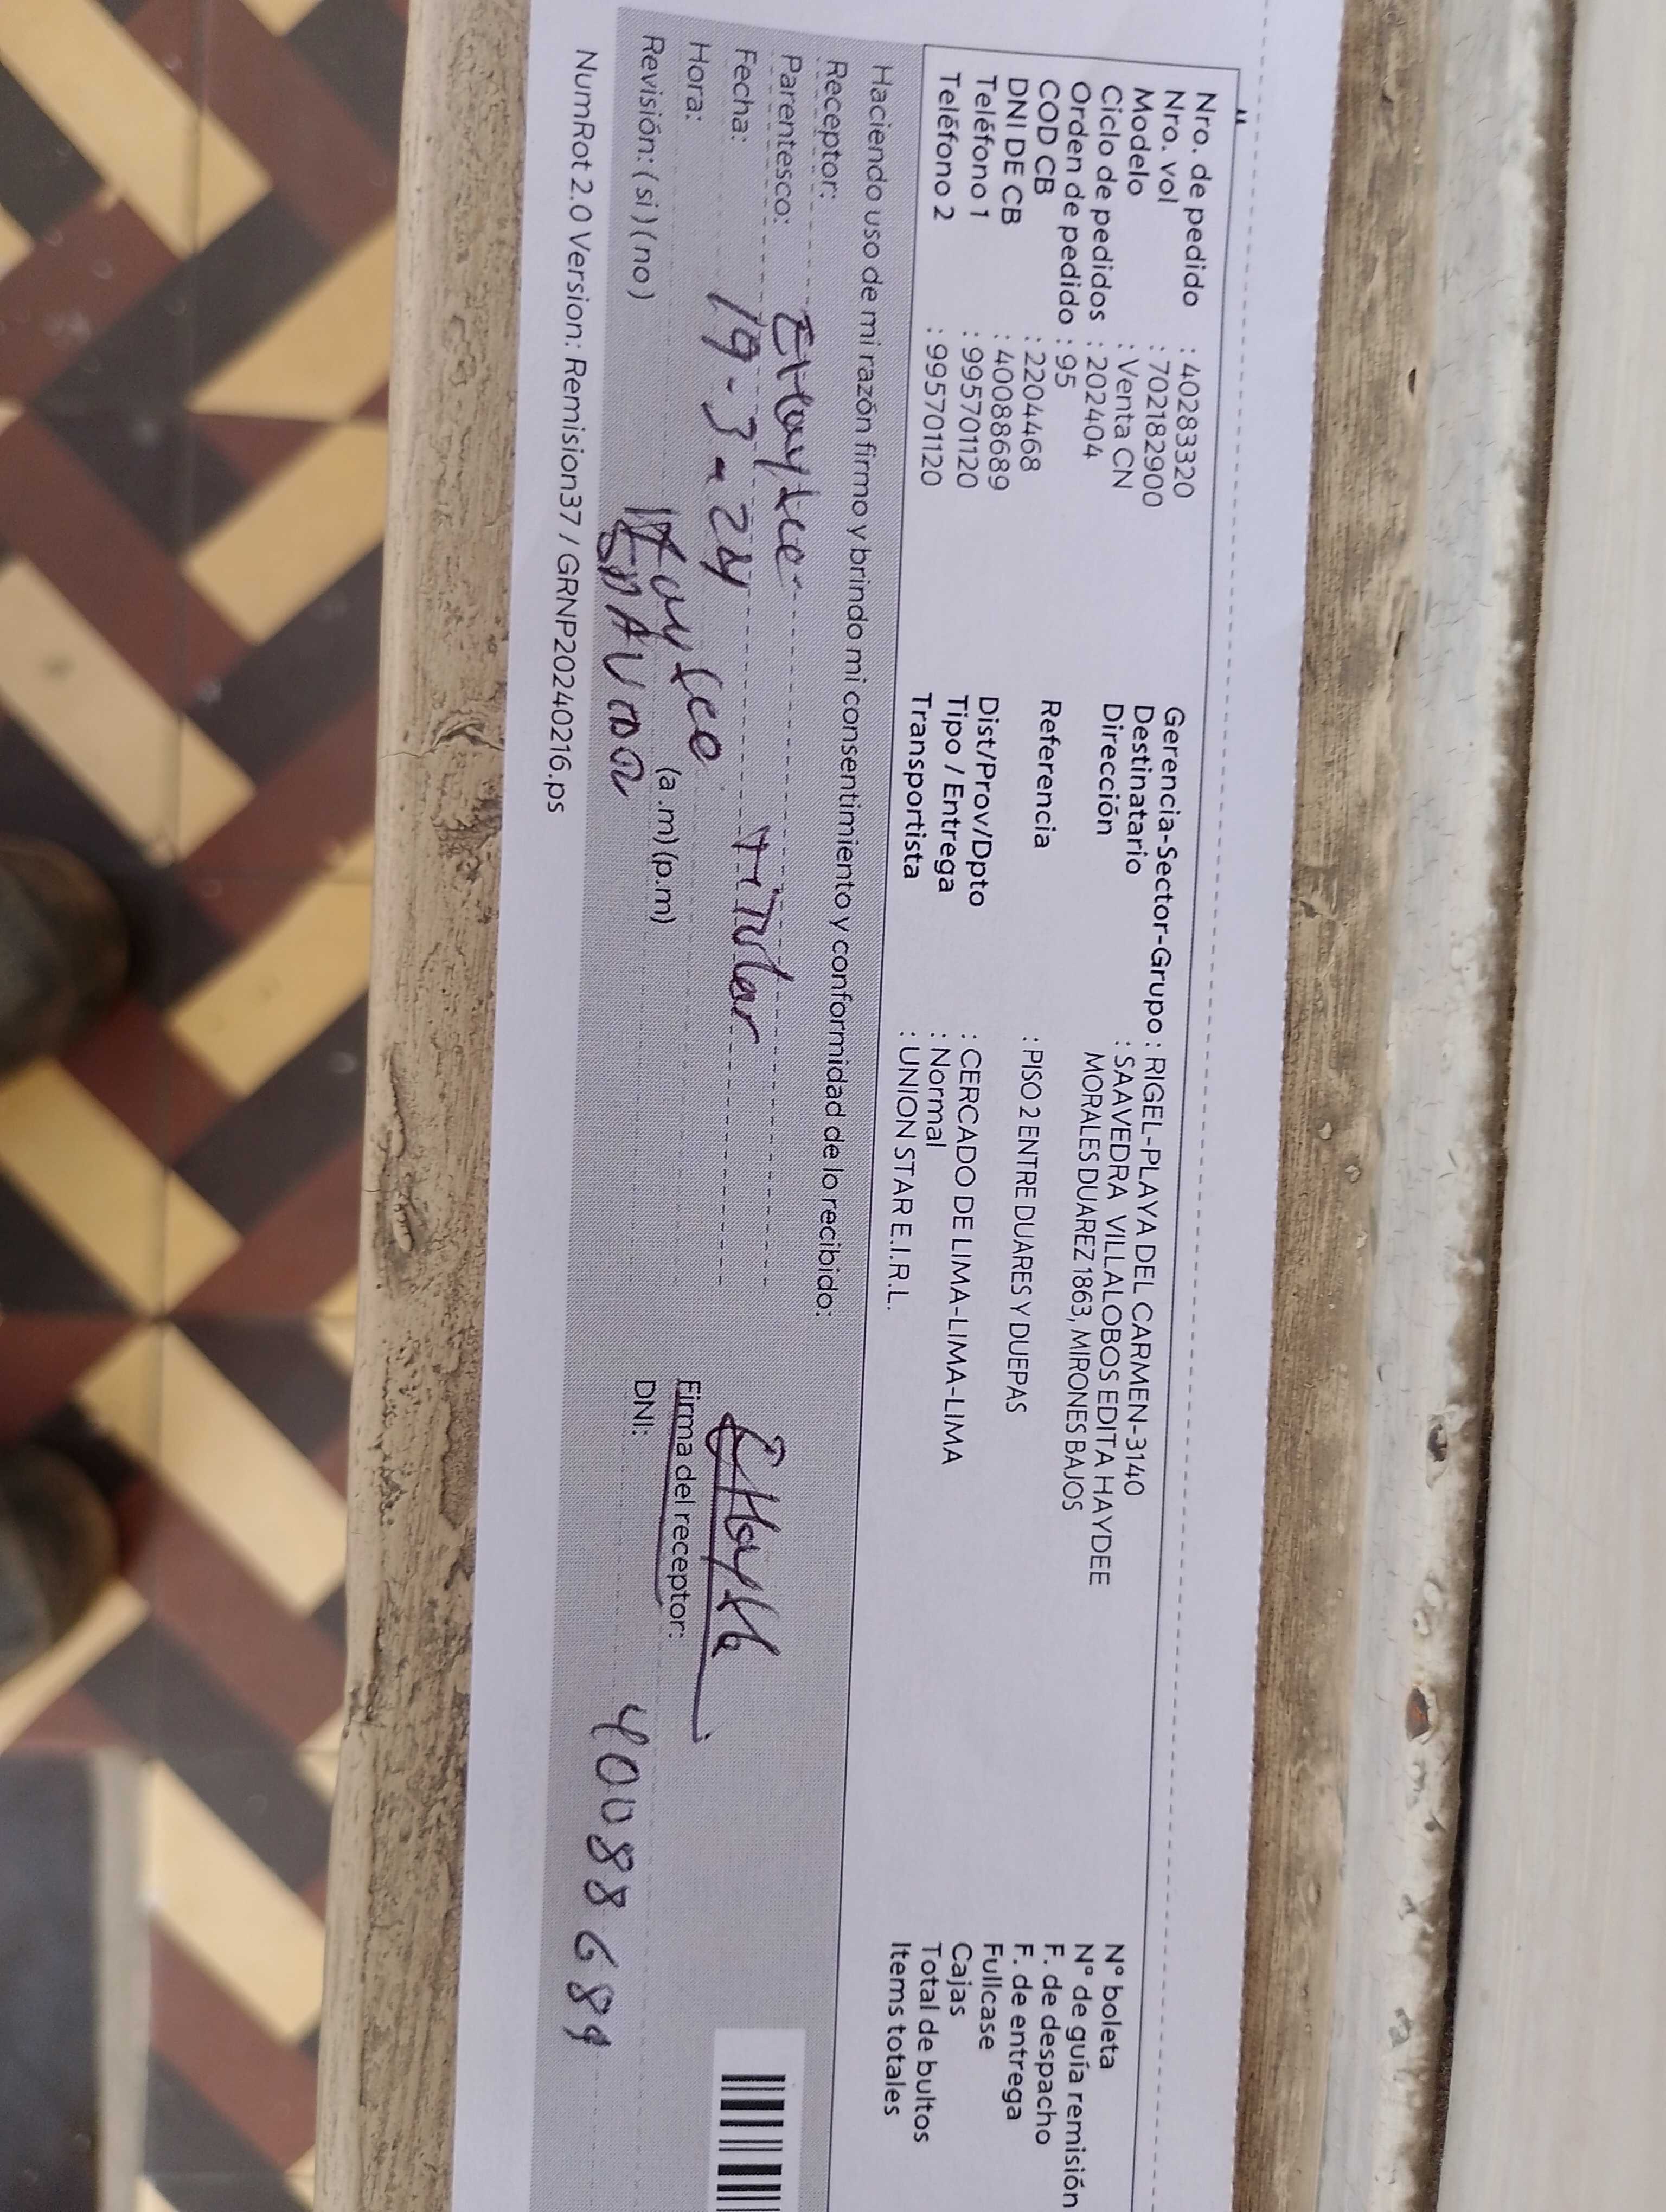 Nro. de pedido : 40283320
Nro. vol : 702182900
Modelo : Venta CN
Ciclo de pedidos : 202404
Orden de pedido : 95
COD CB : 2204468
DNI DE CB : 40088689
Teléfono 1 : 995701120
Teléfono 2 : 995701120
Gerencia-Sector-Grupo : RIGEL-PLAYA DEL CARMEN-3140
Destinatario : SAAVEDRA VILLALOBOS EDITA HAYDEE
Dirección MORALES DUAREZ 1863, MIRONES BAJOS
Referencia : PISO 2 ENTRE DUARES Y DUEPAS
Dist/Prov/Dpto : CERCADO DE LIMA-LIMA-LIMA
Tipo / Entrega : Normal
Transportista : UNION STAR E.I.R.L.
N° boleta
N° de guía remisión
F. de despacho
F. de entrega
Fullcase
Cajas
Total de bultos
Items totales
Haciendo uso de mi razón firmo y brindo mi consentimiento y conformidad de lo recibido:
Receptor:
Parentesco: Titular
Fecha: 19-3-24
Hora: (a.m) (p.m)
Revisión: ( si ) ( no )
Firma del receptor:
DNI: 40088689
NumRot 2.0 Version: Remision37 / GRNP20240216.ps